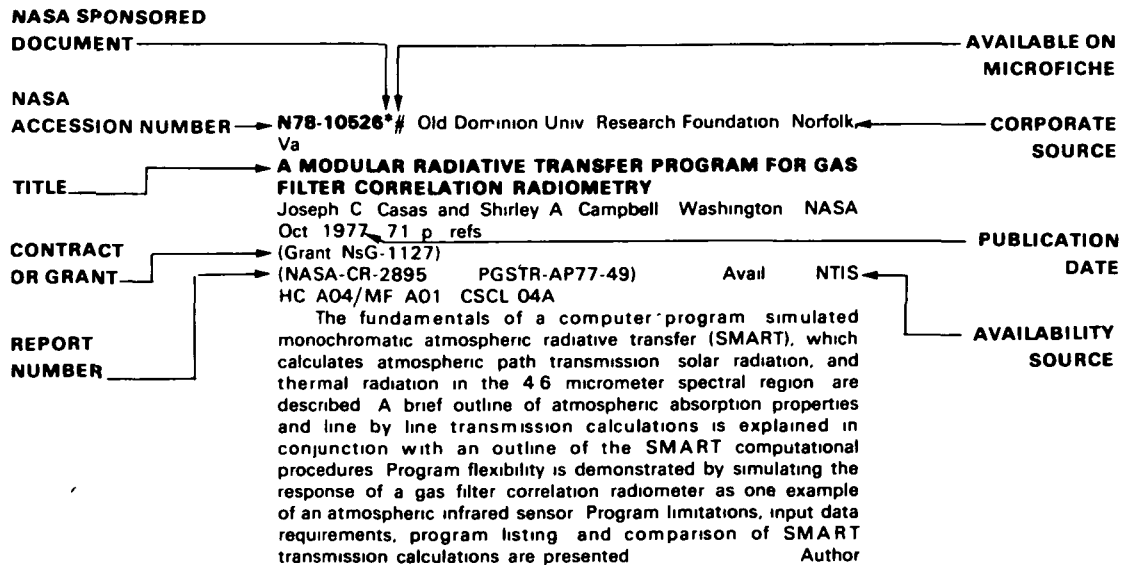 NASA SPONSORED
DOCUMENT
AVAILABLE ON
MICROFICHE
NASA
ACCESSION NUMBER
N78-10526*# Old Dominion Univ Research Foundation Norfolk,
Va
CORPORATE
SOURCE
TITLE
A MODULAR RADIATIVE TRANSFER PROGRAM FOR GAS
FILTER CORRELATION RADIOMETRY
Joseph C Casas and Shirley A Campbell Washington NASA
Oct 1977 71 p refs
PUBLICATION
DATE
CONTRACT
OR GRANT
(Grant NsG-1127)
(NASA-CR-2895 PGSTR-AP77-49) Avail NTIS
HC A04/MF A01 CSCL 04A
AVAILABILITY
SOURCE
REPORT
NUMBER
The fundamentals of a computer program simulated
monochromatic atmospheric radiative transfer (SMART), which
calculates atmospheric path transmission solar radiation, and
thermal radiation in the 4 6 micrometer spectral region are
described A brief outline of atmospheric absorption properties
and line by line transmission calculations is explained in
conjunction with an outline of the SMART computational
procedures Program flexibility is demonstrated by simulating the
response of a gas filter correlation radiometer as one example
of an atmospheric infrared sensor Program limitations, input data
requirements, program listing and comparison of SMART
transmission calculations are presented Author